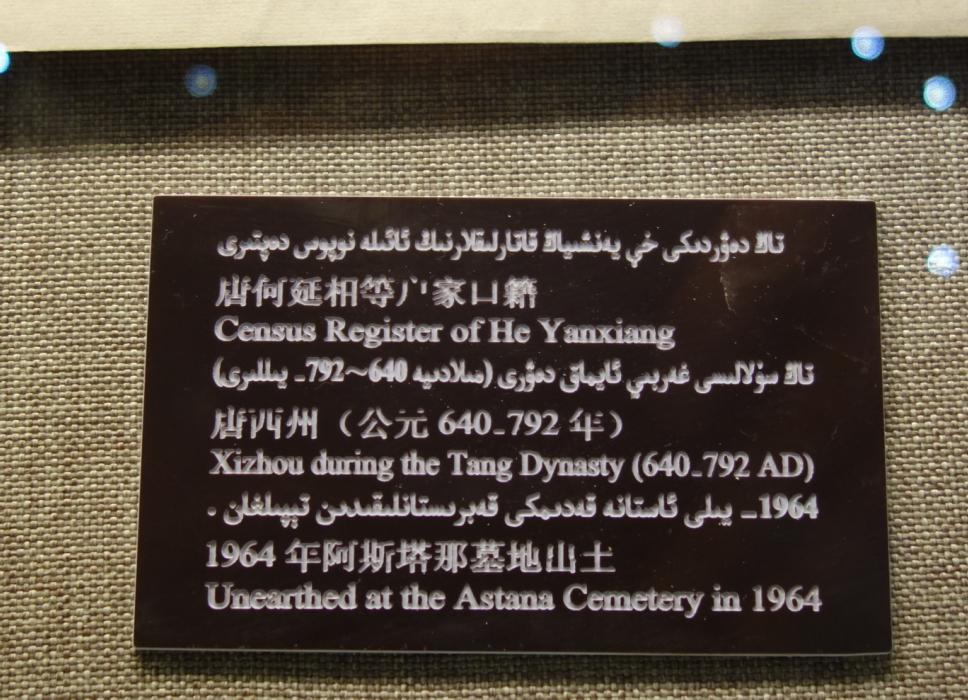 تاڭ دەۋردىكى خې يەنشياڭ قاتارلىقلارنىڭ ئائىلە نوپۇس دەپتىرى
唐何延相等户家口籍
Census Register of He Yanxiang
تاڭ سۇلالىسى غەربىي ئايماق دەۋرى (مىلادىيە 640~792- يىللىرى)
唐西州（公元 640-792 年）
Xizhou during the Tang Dynasty (640-792 AD)
1964- يىلى ئاستانە قەدىمكى قەبرىستانلىقىدىن تېپىلغان .
1964 年阿斯塔那墓地出土
Unearthed at the Astana Cemetery in 1964